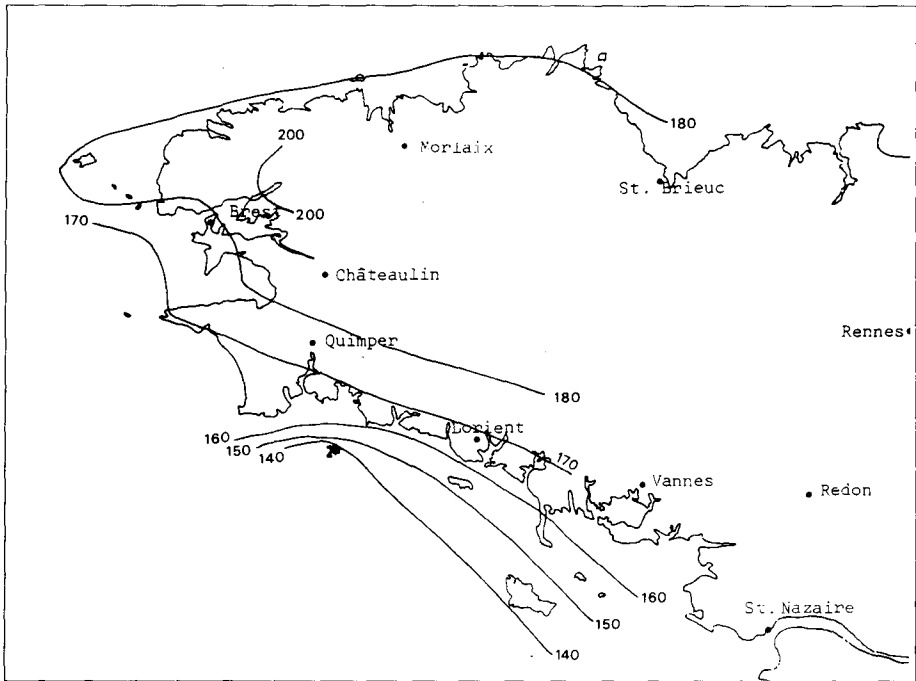 180
200
Morlaix
St. Brieuc
170
Brest
200
Châteaulin
Rennes
Quimper
180
160
Lorient
150
140
170
Vannes
Redon
160
St. Nazaire
150
140